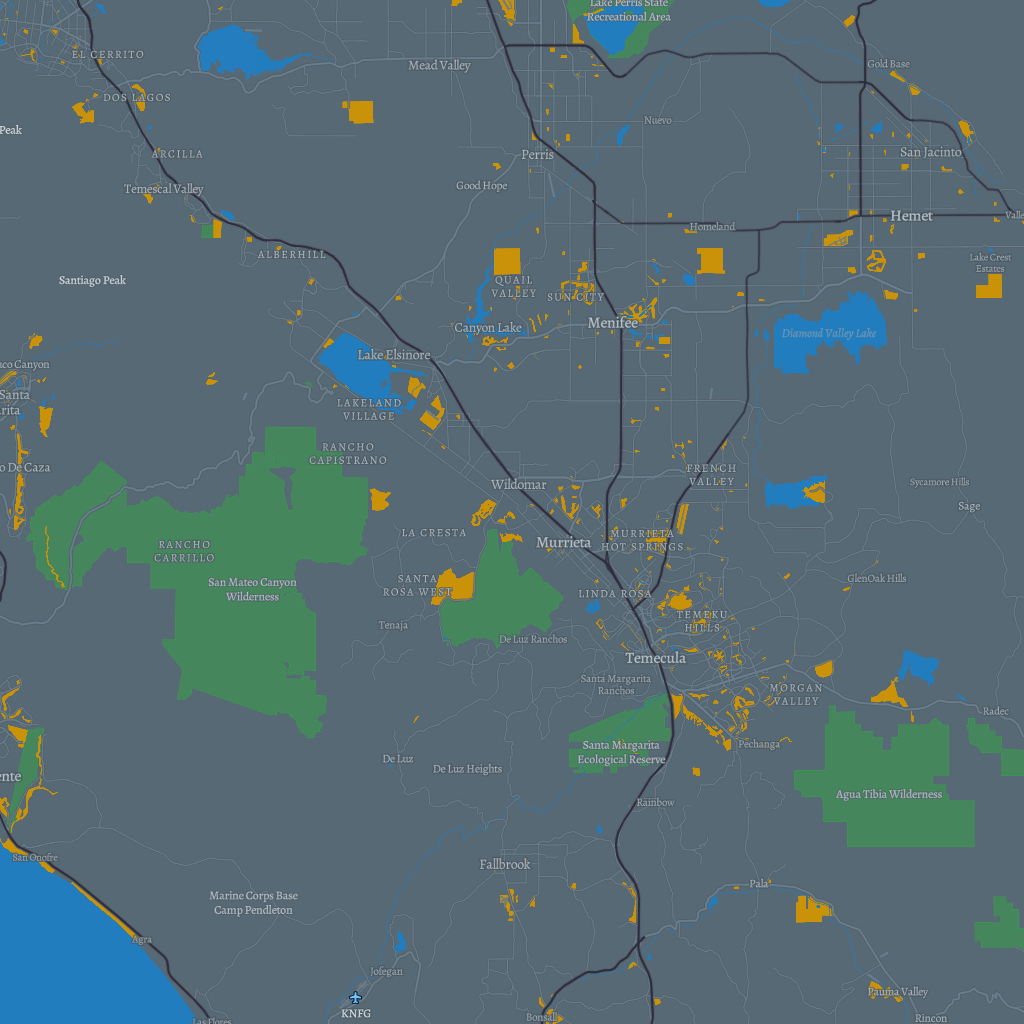 Lake Perris State
Recreational Area
EL CERRITO
Mead Valley
Gold Base
DOS LAGOS
Nuevo
Peak
ARCILLA
Perris
San Jacinto
Temescal Valley
Good Hope
Hemet
Valle
Homeland
ALBERHILL
Lake Crest
Estates
Santiago Peak
QUAIL
VALLEY
SUN CITY
Canyon Lake
Menifee
Diamond Valley Lake
Lake Elsinore
Canyon
Santa
rita
LAKELAND
VILLAGE
RANCHO
CAPISTRANO
o De Caza
FRENCH
VALLEY
Wildomar
Sycamore Hills
Sage
LA CRESTA
MURRIETA
HOT SPRINGS
Murrieta
RANCHO
CARRILLO
San Mateo Canyon
Wilderness
SANTA
ROSA WEST
GlenOak Hills
LINDA ROSA
TEMEKU
HILLS
Tenaja
De Luz Ranchos
Temecula
Santa Margarita
Ranchos
MORGAN
VALLEY
Radec
Santa Margarita
Ecological Reserve
Pechanga
De Luz
De Luz Heights
ente
Agua Tibia Wilderness
Rainbow
San Onofre
Fallbrook
Pala
Marine Corps Base
Camp Pendleton
Agra
Jofegan
Pauma Valley
KNFG
Bonsall
Rincon
Las Flores